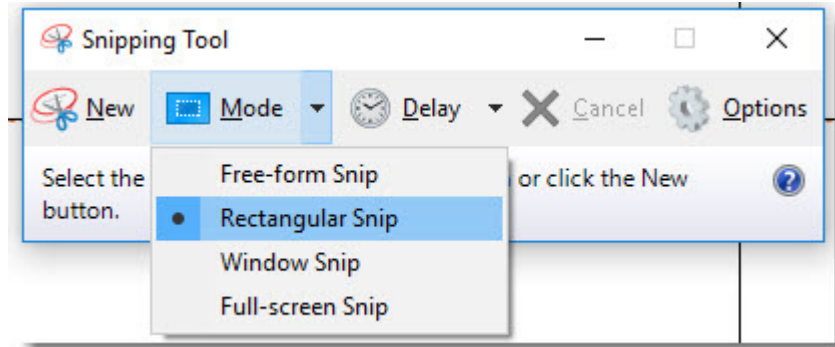 Snipping Tool
New Mode Delay Cancel Options
Select the or click the New
button.
Free-form Snip
Rectangular Snip
Window Snip
Full-screen Snip